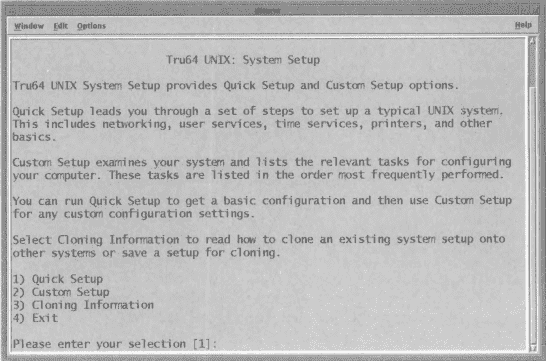 Window Edit Options Help
Tru64 UNIX: System Setup
Tru64 UNIX System Setup provides Quick Setup and Custom Setup options.
Quick Setup leads you through a set of steps to set up a typical UNIX system.
This includes networking, user services, time services, printers, and other
basics.
Custom Setup examines your system and lists the relevant tasks for configuring
your computer. These tasks are listed in the order most frequently performed.
You can run Quick Setup to get a basic configuration and then use Custom Setup
for any custom configuration settings.
Select Cloning Information to read how to clone an existing system setup onto
other systems or save a setup for cloning.
1) Quick Setup
2) Custom Setup
3) Cloning Information
4) Exit
Please enter your selection [1]: